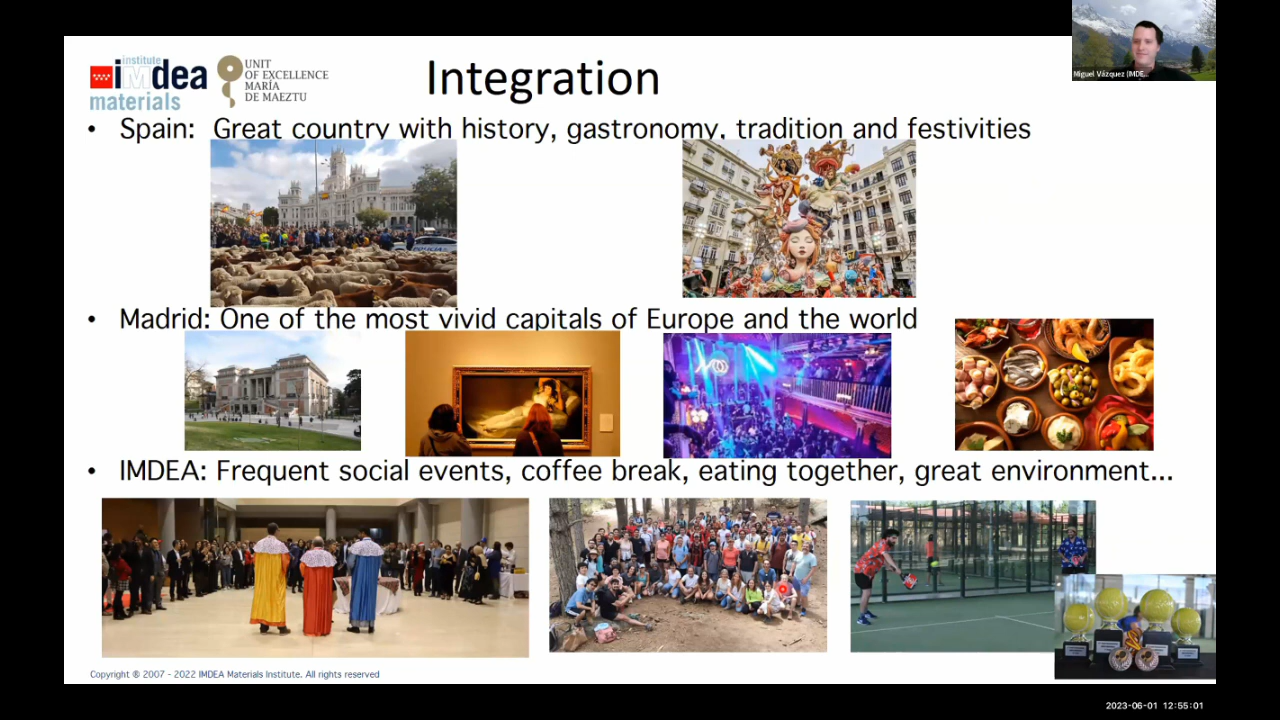 institute
imdea
materials
UNIT
OF EXCELLENCE
MARÍA
DE MAEZTU
Integration
Miguel Vázquez (IMDE...
• Spain: Great country with history, gastronomy, tradition and festivities
• Madrid: One of the most vivid capitals of Europe and the world
• IMDEA: Frequent social events, coffee break, eating together, great environment...
Copyright ® 2007 - 2022 IMDEA Materials Institute. All rights reserved
2023-06-01 12:55:01